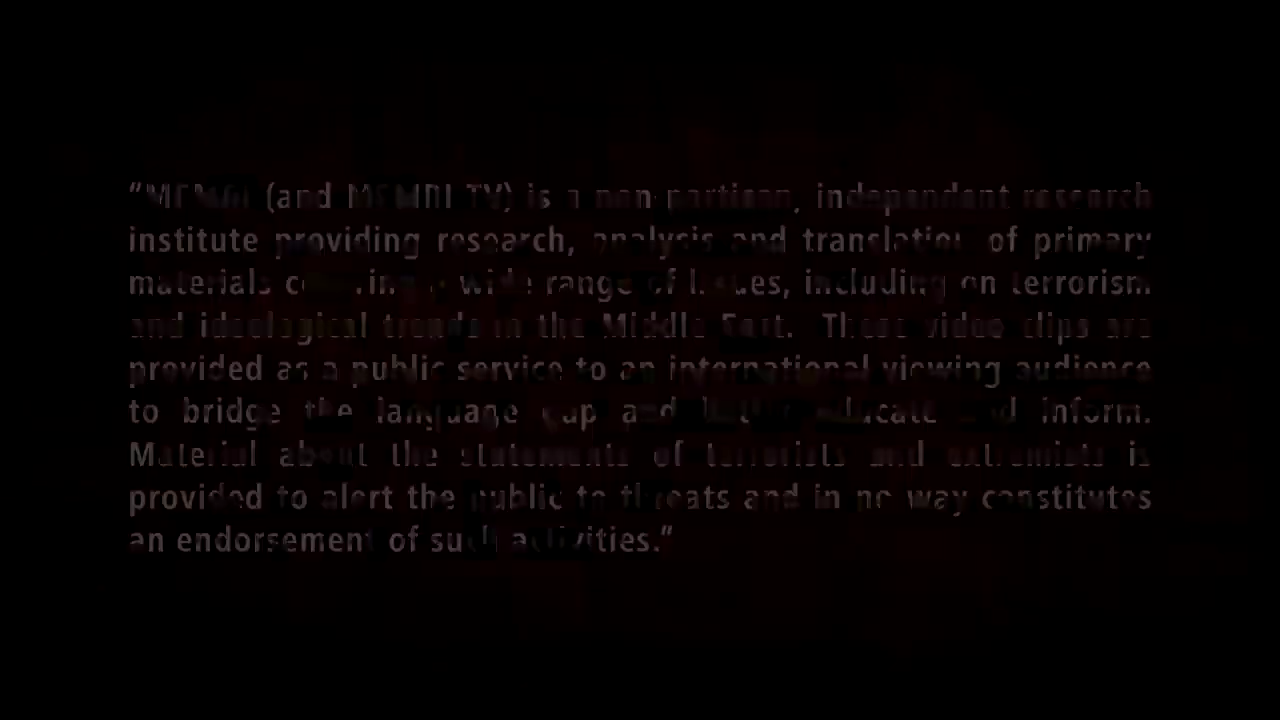 “MEMRI (and MEMRI TV) is a non-partisan, independent research
institute providing research, analysis and translation of primary
materials covering a wide range of issues, including on terrorism
and ideological trends in the Middle East. These video clips are
provided as a public service to an international viewing audience
to bridge the language gap and better educate and inform.
Material about the statements of terrorists and extremists is
provided to alert the public to threats and in no way constitutes
an endorsement of such activities.”